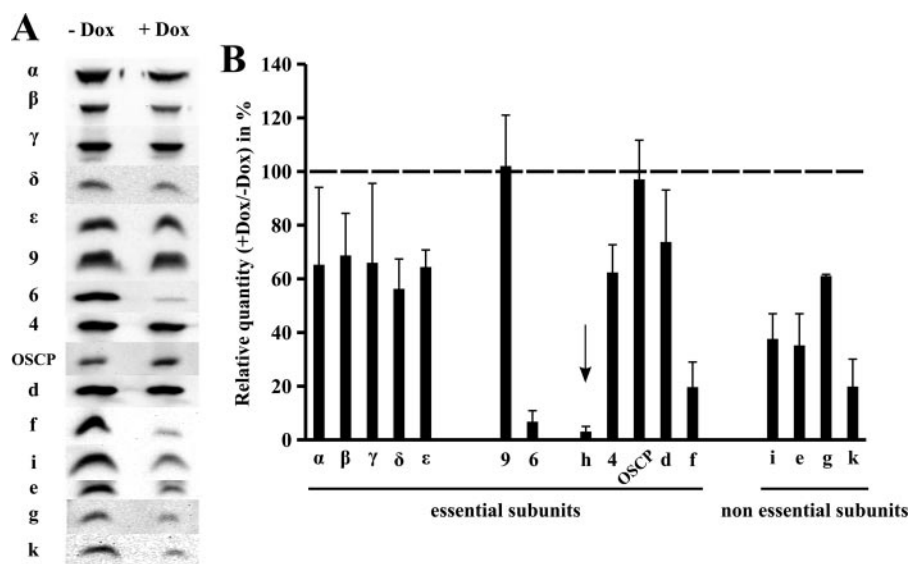 A
- Dox + Dox
α
β
γ
δ
ε
9
6
4
OSCP
d
f
i
e
g
k
B
Relative quantity (+Dox/-Dox) in %
140
120
100
80
60
40
20
0
α β γ δ ε 9 6 h 4 OSCP d f i e g k
essential subunits non essential subunits